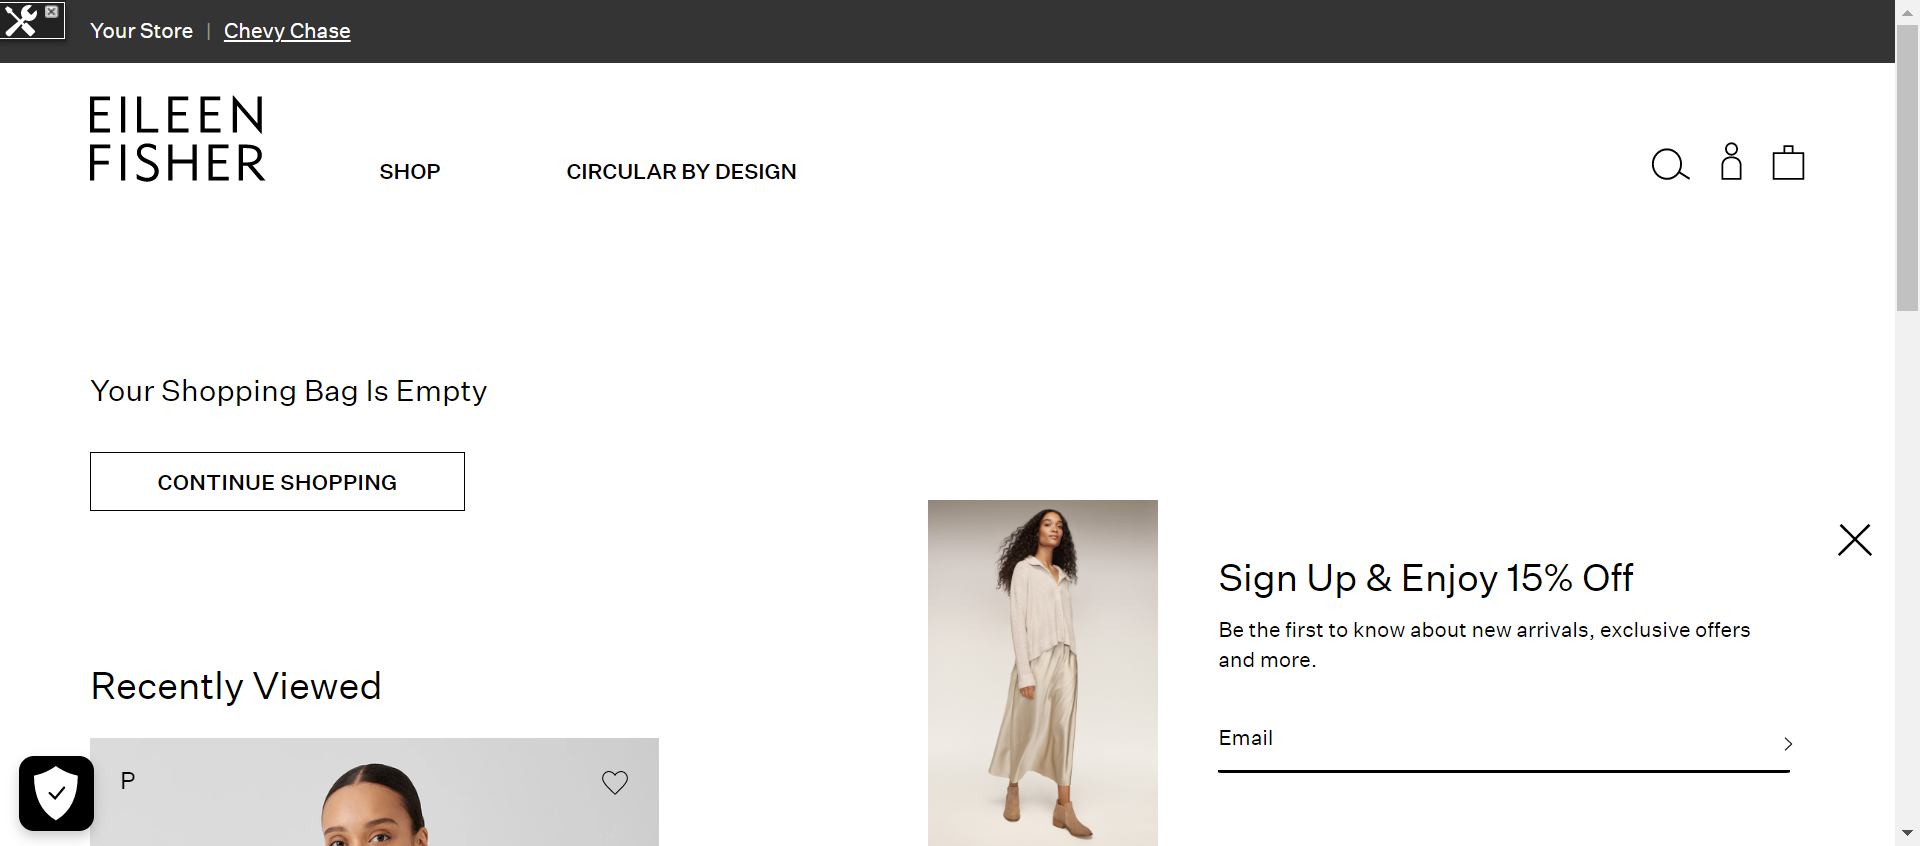 Your Store | Chevy Chase
EILEEN
FISHER
SHOP
CIRCULAR BY DESIGN
Your Shopping Bag Is Empty
CONTINUE SHOPPING
Sign Up & Enjoy 15% Off
Be the first to know about new arrivals, exclusive offers
and more.
Email
Recently Viewed
P